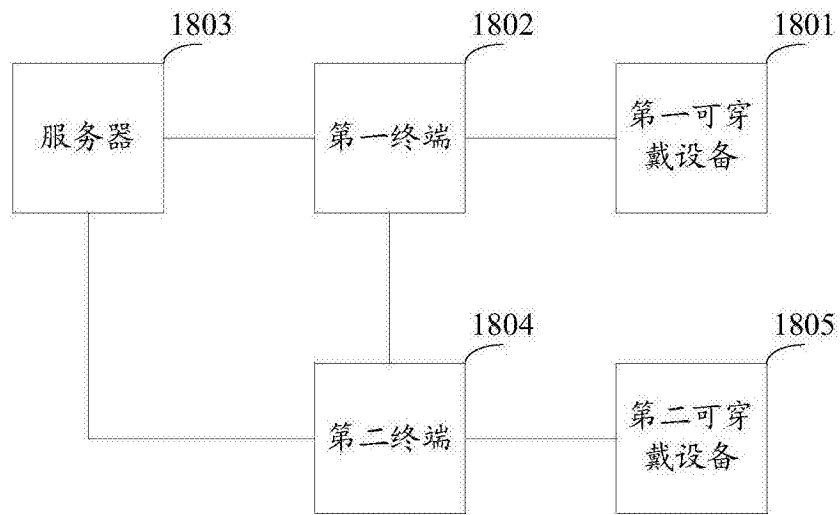 1803
1802
1801
服务器
第一终端
第一可穿
戴设备
1804
1805
第二终端
第二可穿
戴设备